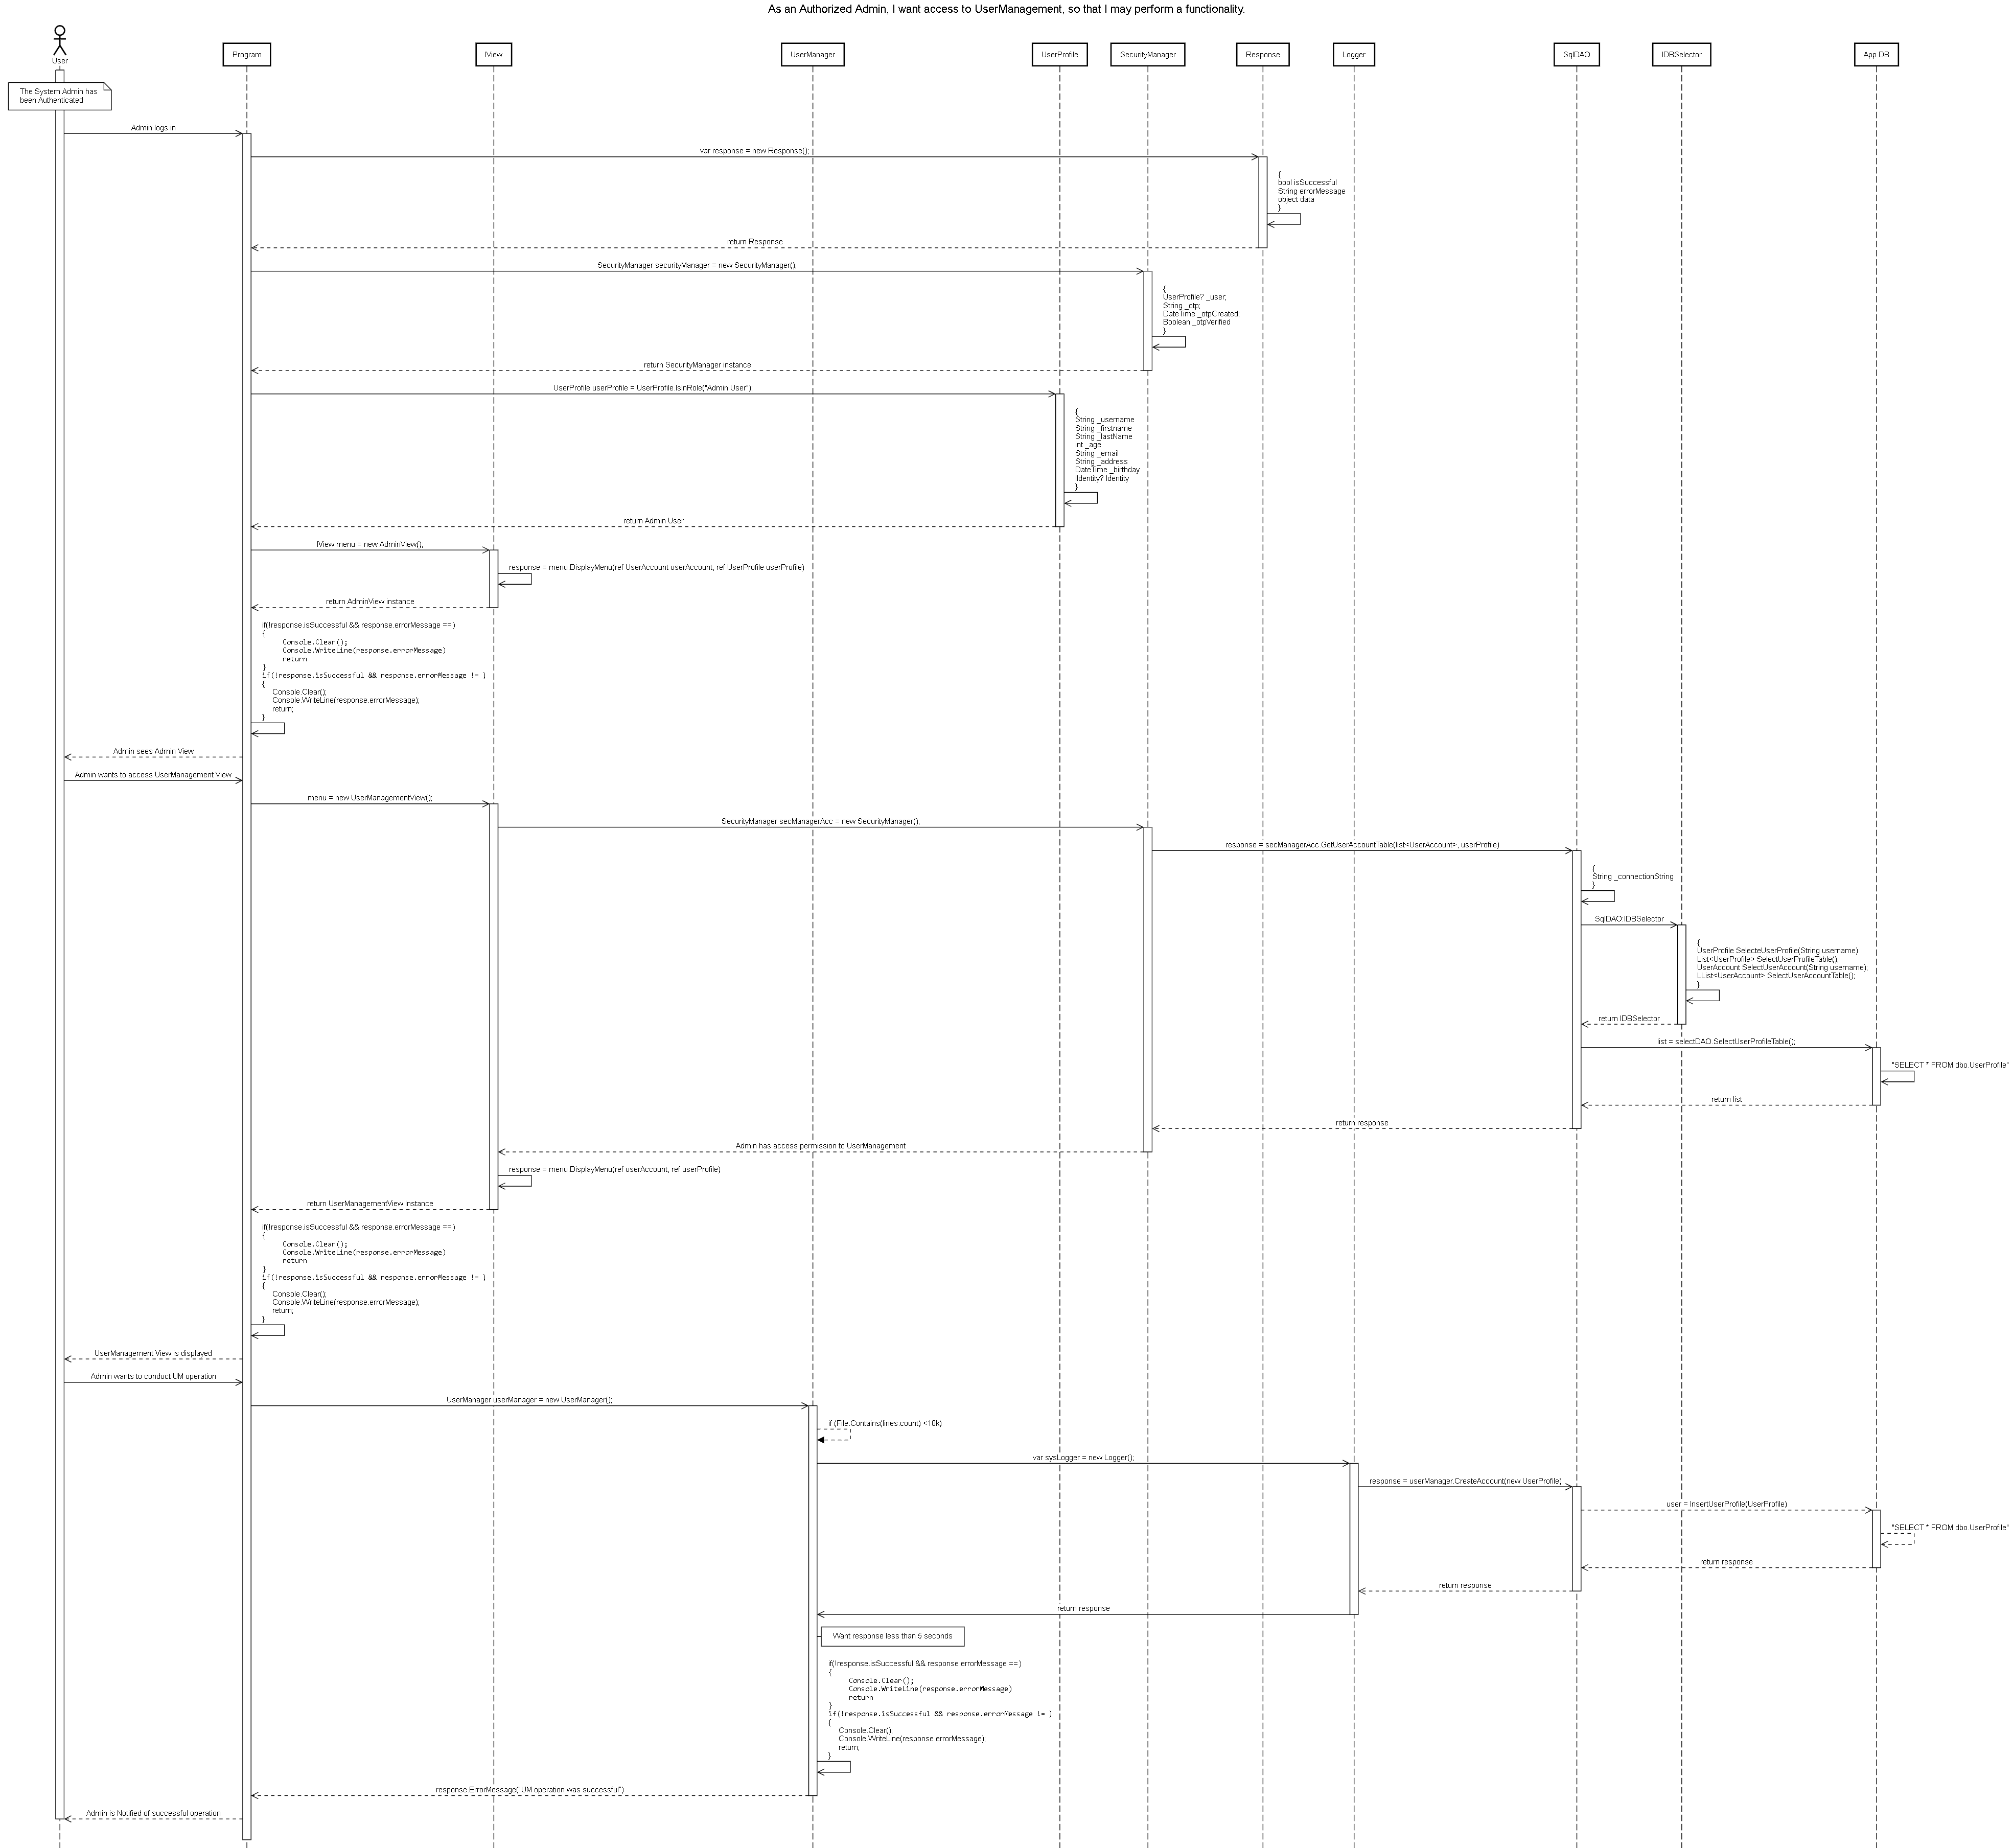 As an Authorized Admin, I want access to UserManagement, so that I may perform a functionality.
User
Program
IView
UserManager
UserProfile
SecurityManager
Response
Logger
SqlDAO
IDBSelector
App DB
The System Admin has
been Authenticated
Admin logs in
var response = new Response();
{
bool isSuccessful
String errorMessage
object data
}
return Response
SecurityManager securityManager = new SecurityManager();
{
UserProfile? _user;
String _otp;
DateTime _otpCreated;
Boolean _otpVerified
}
return SecurityManager instance
UserProfile userProfile = UserProfile.IsInRole("Admin User");
{
String _username
String _firstname
String _lastName
int _age
String _email
String _address
DateTime _birthday
IIdentity? Identity
}
return Admin User
IView menu = new AdminView();
response = menu.DisplayMenu(ref UserAccount userAccount, ref UserProfile userProfile)
return AdminView instance
if(!response.isSuccessful && response.errorMessage ==)
{
Console.Clear();
Console.WriteLine(response.errorMessage)
return
}
if(!response.isSuccessful && response.errorMessage != )
{
Console.Clear();
Console.WriteLine(response.errorMessage);
return;
}
Admin sees Admin View
Admin wants to access UserManagement View
menu = new UserManagementView();
SecurityManager secManagerAcc = new SecurityManager();
response = secManagerAcc.GetUserAccountTable(list<UserAccount>, userProfile)
{
String _connectionString
}
SqlDAO:IDBSelector
{
UserProfile SelecteUserProfile(String username)
List<UserProfile> SelectUserProfileTable();
UserAccount SelectUserAccount(String username);
LList<UserAccount> SelectUserAccountTable();
}
return IDBSelector
list = selectDAO.SelectUserProfileTable();
"SELECT * FROM dbo.UserProfile"
return list
return response
Admin has access permission to UserManagement
response = menu.DisplayMenu(ref userAccount, ref userProfile)
return UserManagementView Instance
if(!response.isSuccessful && response.errorMessage ==)
{
Console.Clear();
Console.WriteLine(response.errorMessage)
return
}
if(!response.isSuccessful && response.errorMessage != )
{
Console.Clear();
Console.WriteLine(response.errorMessage);
return;
}
UserManagement View is displayed
Admin wants to conduct UM operation
UserManager userManager = new UserManager();
if (File.Contains(lines.count) <10k)
var sysLogger = new Logger();
response = userManager.CreateAccount(new UserProfile)
user = InsertUserProfile(UserProfile)
"SELECT * FROM dbo.UserProfile"
return response
return response
return response
Want response less than 5 seconds
if(!response.isSuccessful && response.errorMessage ==)
{
Console.Clear();
Console.WriteLine(response.errorMessage)
return
}
if(!response.isSuccessful && response.errorMessage != )
{
Console.Clear();
Console.WriteLine(response.errorMessage);
return;
}
response.ErrorMessage("UM operation was successful")
Admin is Notified of successful operation